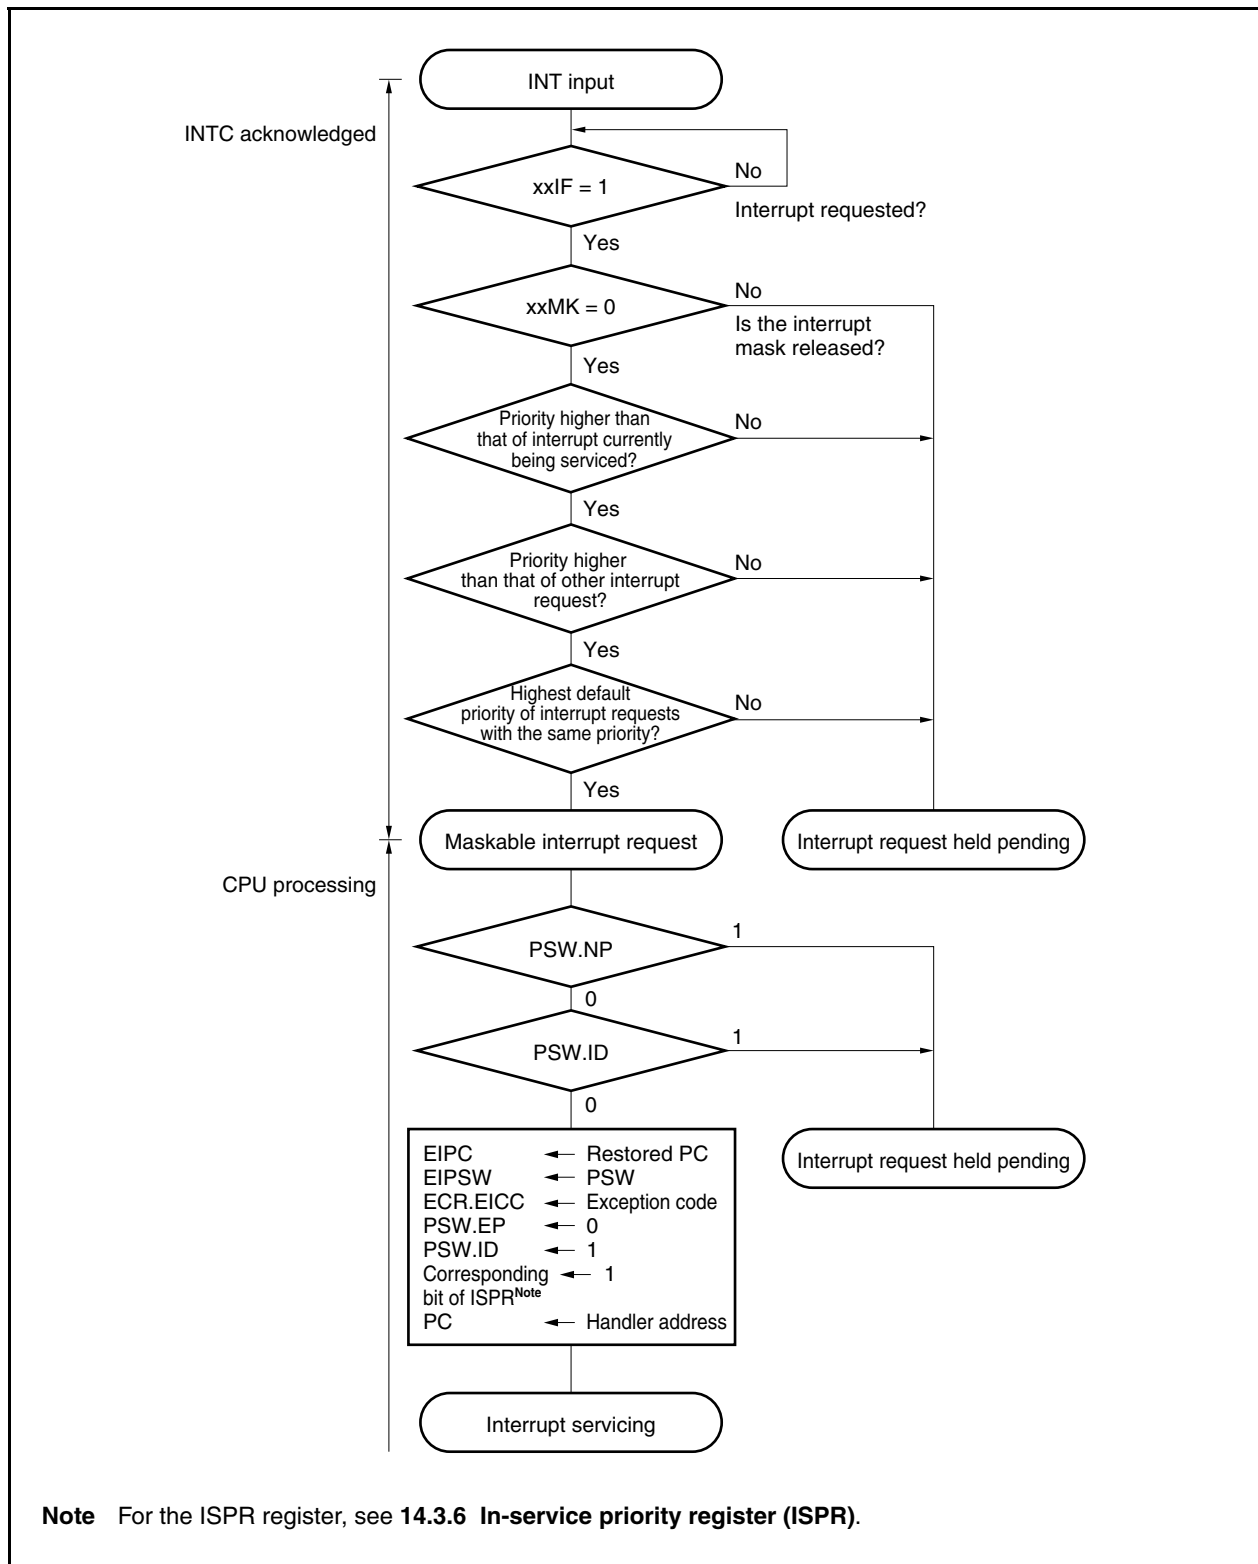 INT input
INTC acknowledged
xxIF = 1
No
Interrupt requested?
Yes
xxMK = 0
No
Is the interrupt
mask released?
Yes
Priority higher than
that of interrupt currently
being serviced?
No
Yes
Priority higher
than that of other interrupt
request?
No
Yes
Highest default
priority of interrupt requests
with the same priority?
No
Yes
Maskable interrupt request
Interrupt request held pending
CPU processing
PSW.NP
1
0
PSW.ID
1
0
Interrupt request held pending
EIPC ← Restored PC
EIPSW ← PSW
ECR.EICC ← Exception code
PSW.EP ← 0
PSW.ID ← 1
Corresponding ← 1
bit of ISPRNote
PC ← Handler address
Interrupt servicing
Note For the ISPR register, see 14.3.6 In-service priority register (ISPR).